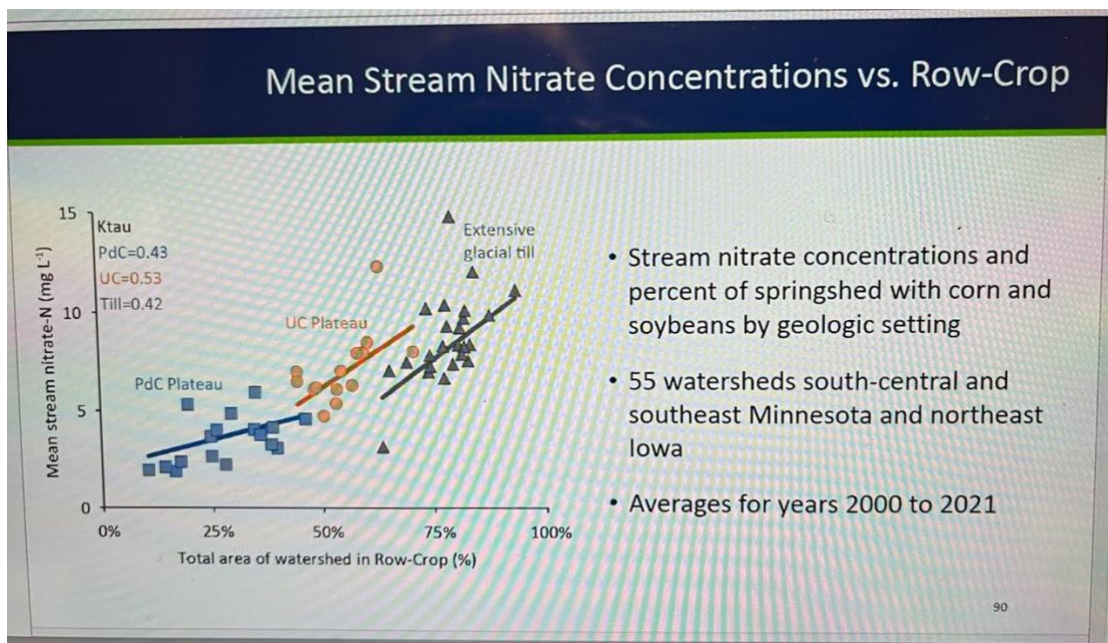 Mean Stream Nitrate Concentrations vs. Row-Crop
Mean stream nitrate-N (mg L⁻¹)
15
10
5
0
Ktau
PdC=0.43
UC=0.53
Till=0.42
Extensive
glacial till
UC Plateau
PdC Plateau
0% 25% 50% 75% 100%
Total area of watershed in Row-Crop (%)
• Stream nitrate concentrations and
percent of springshed with corn and
soybeans by geologic setting
• 55 watersheds south-central and
southeast Minnesota and northeast
Iowa
• Averages for years 2000 to 2021
90